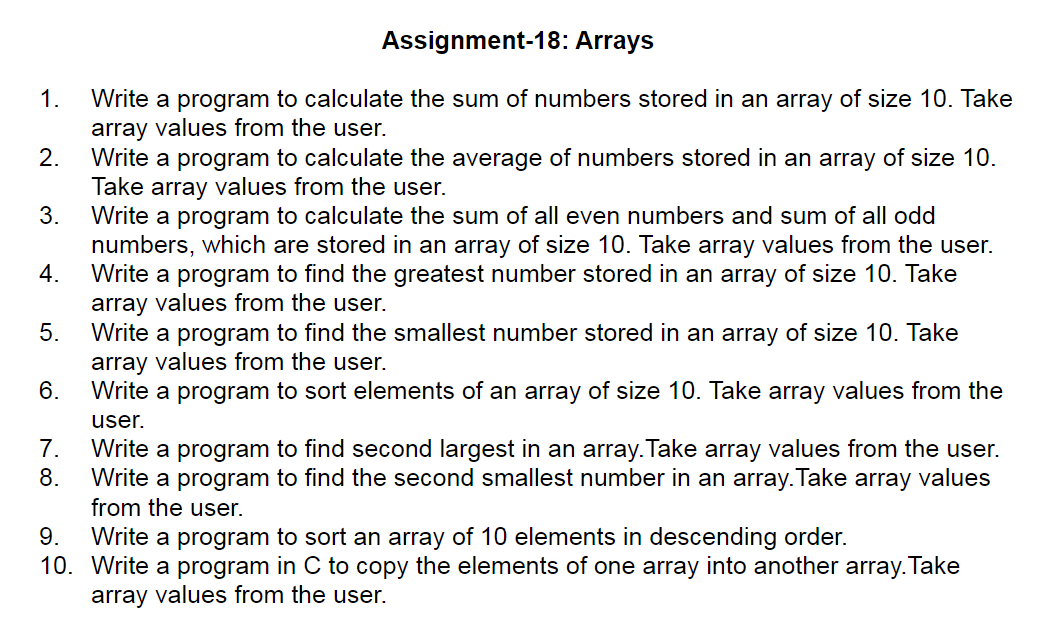 Assignment-18: Arrays
1. Write a program to calculate the sum of numbers stored in an array of size 10. Take
array values from the user.
2. Write a program to calculate the average of numbers stored in an array of size 10.
Take array values from the user.
3. Write a program to calculate the sum of all even numbers and sum of all odd
numbers, which are stored in an array of size 10. Take array values from the user.
4. Write a program to find the greatest number stored in an array of size 10. Take
array values from the user.
5. Write a program to find the smallest number stored in an array of size 10. Take
array values from the user.
6. Write a program to sort elements of an array of size 10. Take array values from the
user.
7. Write a program to find second largest in an array.Take array values from the user.
8. Write a program to find the second smallest number in an array.Take array values
from the user.
9. Write a program to sort an array of 10 elements in descending order.
10. Write a program in C to copy the elements of one array into another array.Take
array values from the user.